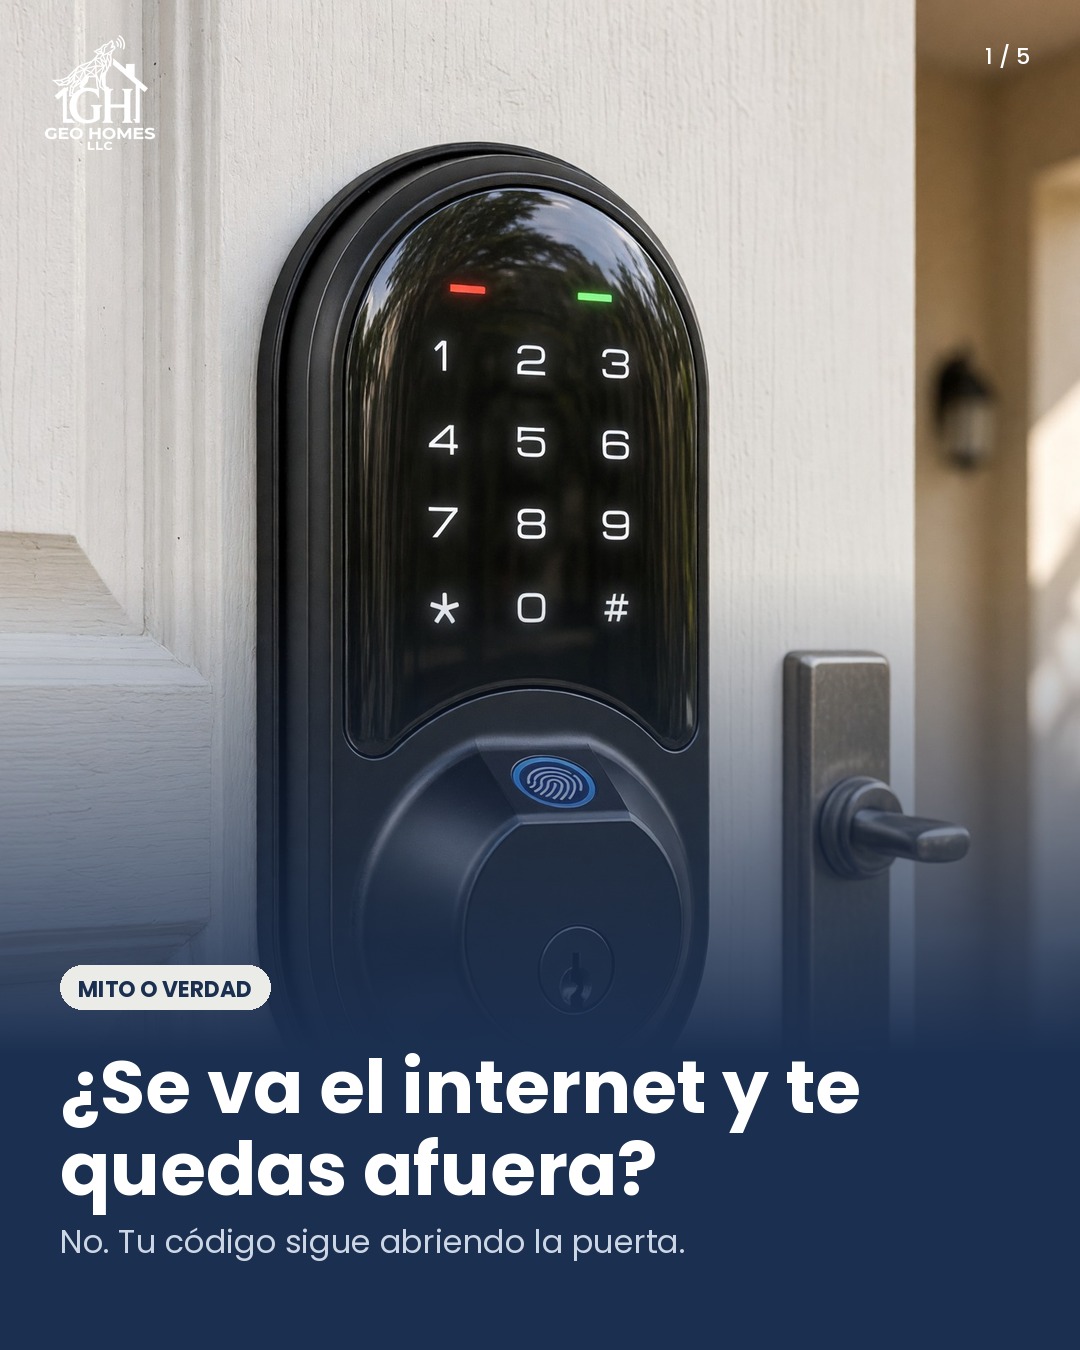 GH
GEO HOMES
LLC
1 / 5
1 2 3
4 5 6
7 8 9
* 0 #
MITO O VERDAD
¿Se va el internet y te
quedas afuera?
No. Tu código sigue abriendo la puerta.